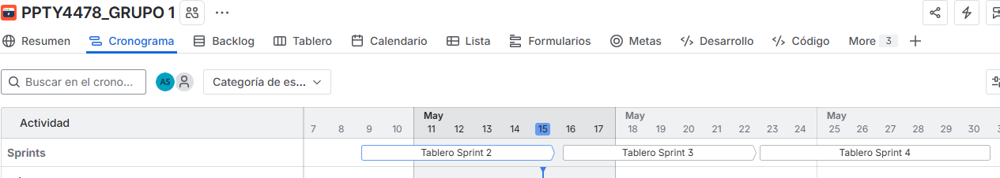 PPTY4478_GRUPO 1
Resumen Cronograma Backlog Tablero Calendario Lista Formularios Metas Desarrollo Código More 3
Buscar en el crono... AS Categoría de es...
May May May
Actividad 7 8 9 10 11 12 13 14 15 16 17 18 19 20 21 22 23 24 25 26 27 28 29 30
Sprints Tablero Sprint 2 Tablero Sprint 3 Tablero Sprint 4